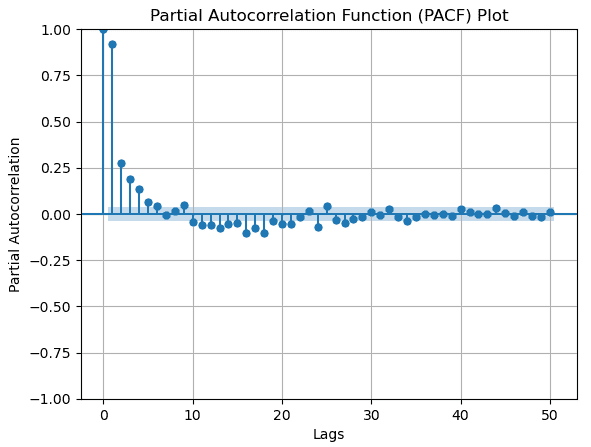 Partial Autocorrelation Function (PACF) Plot
1.00
0.75
0.50
0.25
0.00
−0.25
−0.50
−0.75
−1.00
Partial Autocorrelation
0 10 20 30 40 50
Lags